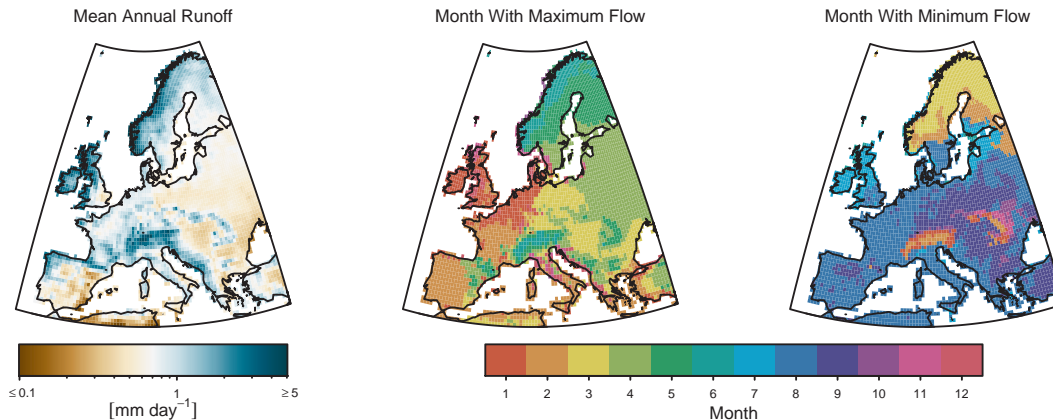 Mean Annual Runoff
Month With Maximum Flow
Month With Minimum Flow
≤ 0.1 1 ≥ 5
[mm day⁻¹]
1 2 3 4 5 6 7 8 9 10 11 12
Month